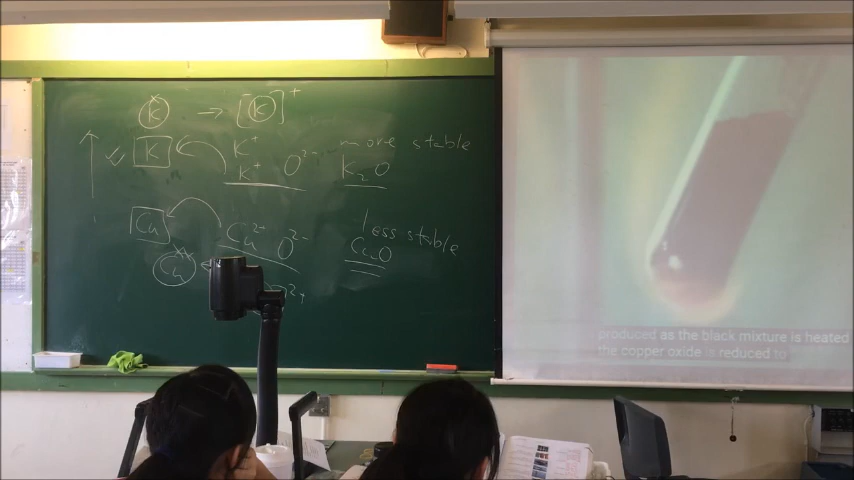 K → [K]⁺
K K⁺ more stable
K⁺ O²⁻ K₂O
Cu Cu²⁺ O²⁻ less stable
CuO
Cu
produced as the black mixture is heated
the copper oxide is reduced to